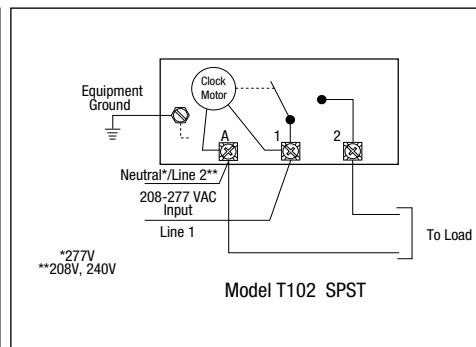 Clock
Motor
Equipment
Ground
A
1
2
Neutral*/Line 2**
208-277 VAC
Input
Line 1
To Load
*277V
**208V, 240V
Model T102 SPST